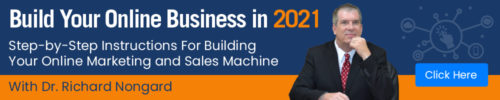 Build Your Online Business in 2021
Step-by-Step Instructions For Building
Your Online Marketing and Sales Machine
With Dr. Richard Nongard
Click Here